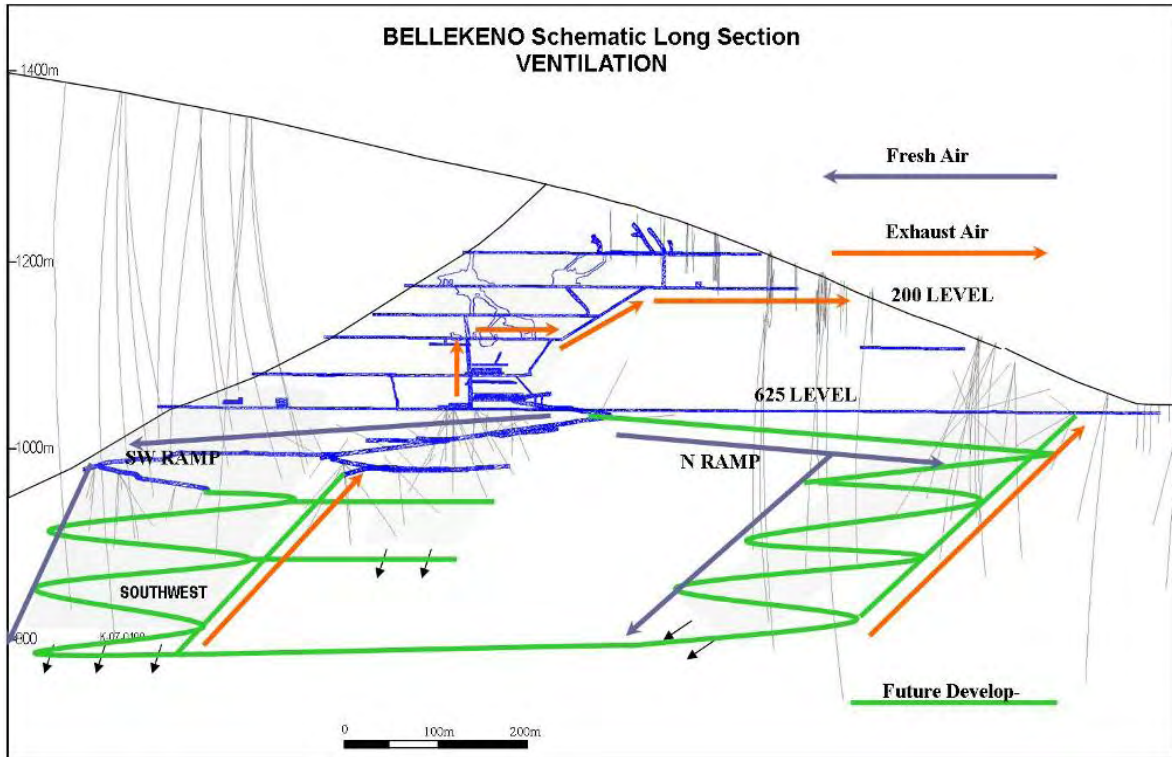 BELLEKENO Schematic Long Section
VENTILATION
1400m
Fresh Air
Exhaust Air
1200m
200 LEVEL
625 LEVEL
1000m
SW RAMP
N RAMP
SOUTHWEST
800
Future Develop-
0 100m 200m